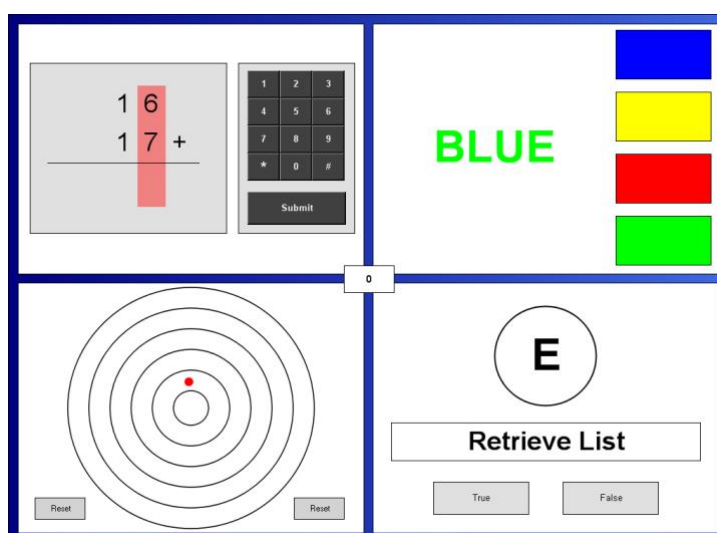 1 6
1 7 +
1 2 3
4 5 6
7 8 9
* 0 #
Submit
BLUE
0
Reset
Reset
E
Retrieve List
True
False